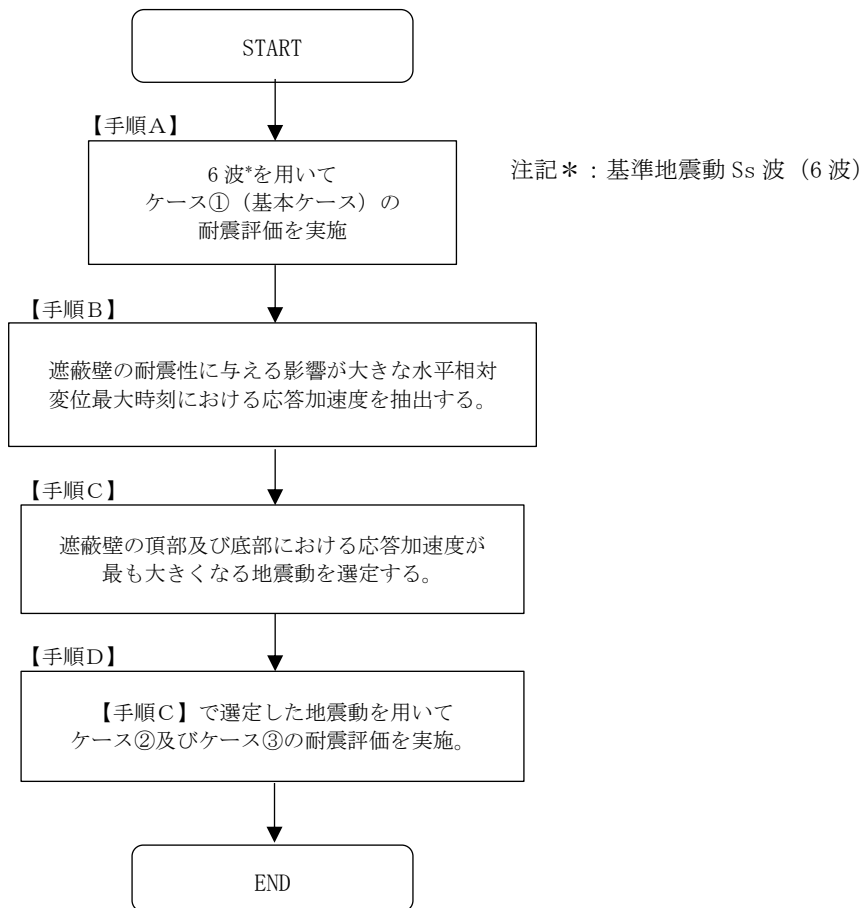 START
【手順A】
6 波*を用いて
ケース①（基本ケース）の
耐震評価を実施
注記＊：基準地震動 Ss 波（6 波）
【手順B】
遮蔽壁の耐震性に与える影響が大きな水平相対
変位最大時刻における応答加速度を抽出する。
【手順C】
遮蔽壁の頂部及び底部における応答加速度が
最も大きくなる地震動を選定する。
【手順D】
【手順C】で選定した地震動を用いて
ケース②及びケース③の耐震評価を実施。
END